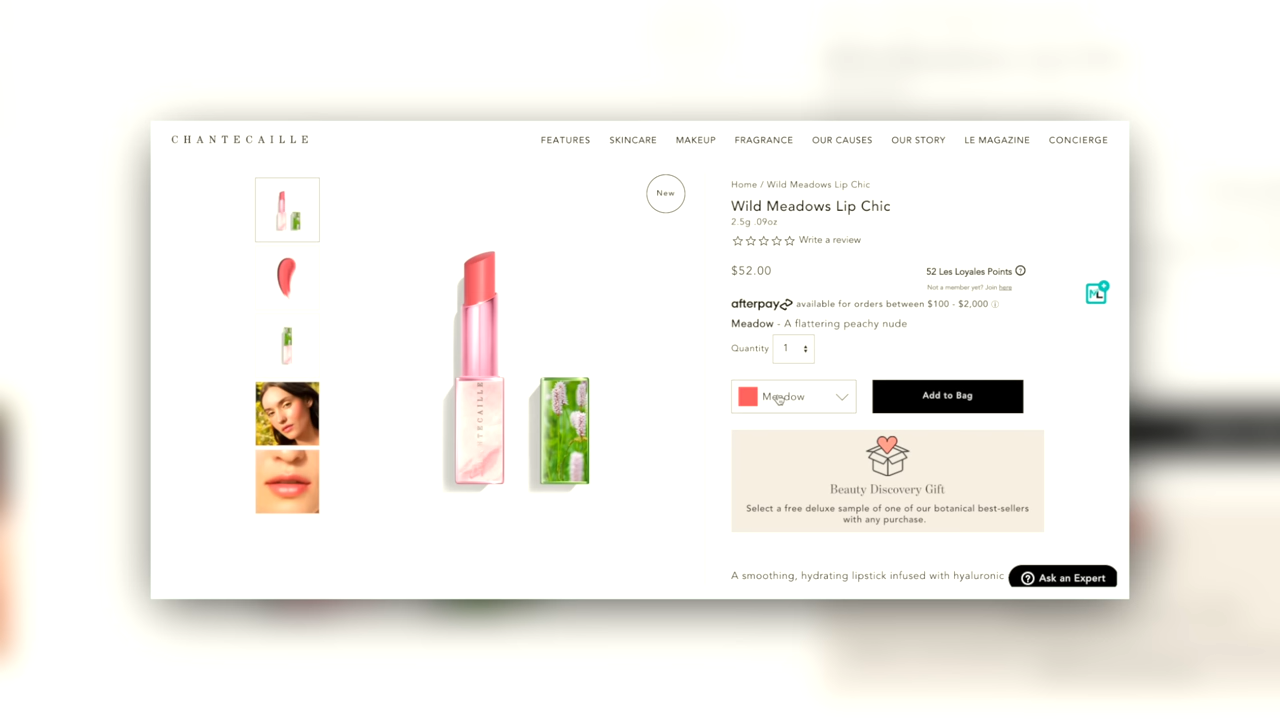 CHANTECAILLE
FEATURES SKINCARE MAKEUP FRAGRANCE OUR CAUSES OUR STORY LE MAGAZINE CONCIERGE
New
Home / Wild Meadows Lip Chic
Wild Meadows Lip Chic
2.5g .09oz
Write a review
$52.00
52 Les Loyales Points ?
Not a member yet? Join here
afterpay available for orders between $100 - $2,000 ⓘ
Meadow - A flattering peachy nude
Quantity 1
Meadow
Add to Bag
TECAILLE
Beauty Discovery Gift
Select a free deluxe sample of one of our botanical best-sellers
with any purchase.
A smoothing, hydrating lipstick infused with hyaluronic
? Ask an Expert
ML